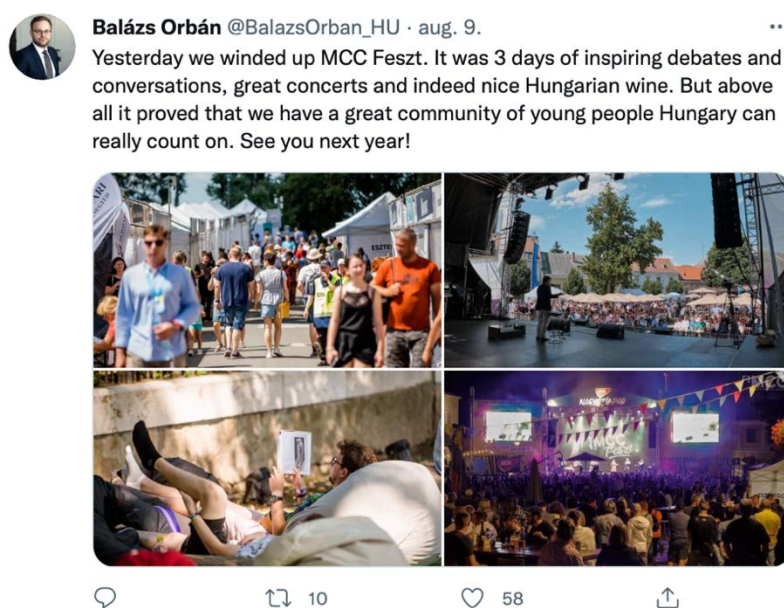 Balázs Orbán @BalazsOrban_HU · aug. 9.
Yesterday we winded up MCC Feszt. It was 3 days of inspiring debates and
conversations, great concerts and indeed nice Hungarian wine. But above
all it proved that we have a great community of young people Hungary can
really count on. See you next year!
MCC
Feszt
10
58